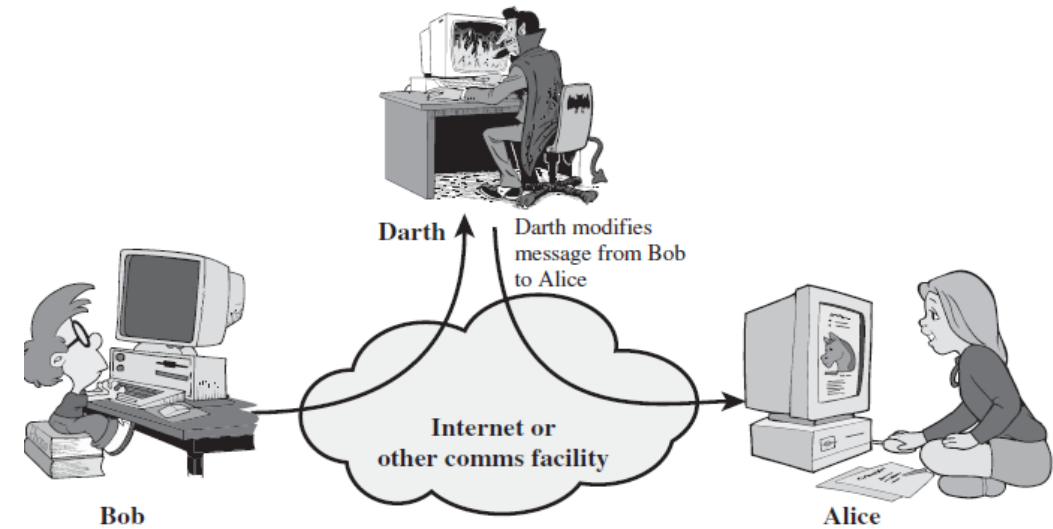 Darth
Darth modifies
message from Bob
to Alice
Internet or
other comms facility
Bob
Alice